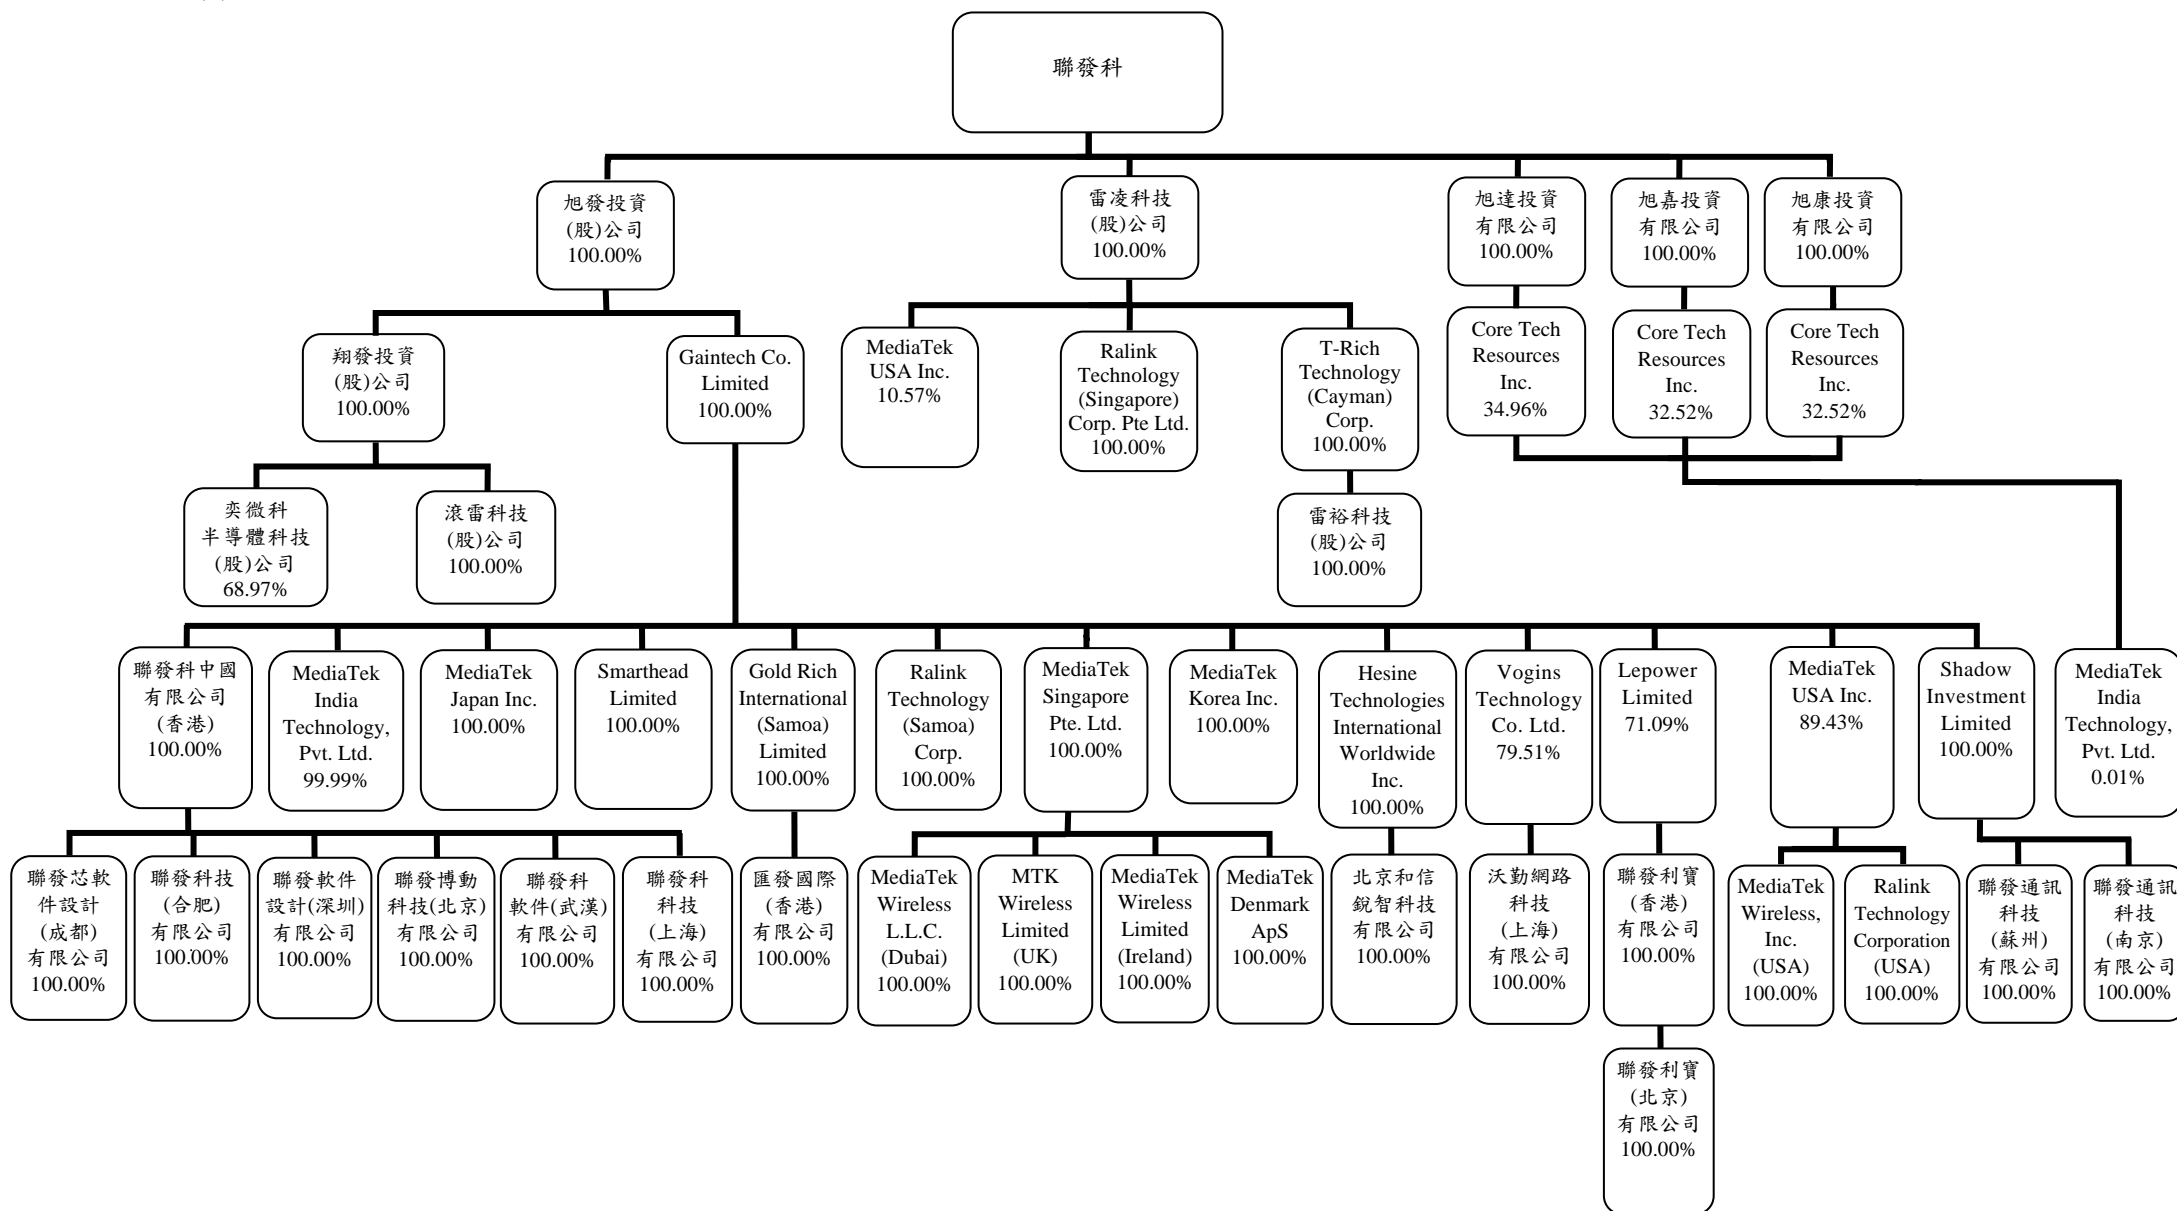 聯發科
旭發投資
(股)公司
100.00%
雷凌科技
(股)公司
100.00%
旭達投資
有限公司
100.00%
旭嘉投資
有限公司
100.00%
旭康投資
有限公司
100.00%
翔發投資
(股)公司
100.00%
Gaintech Co.
Limited
100.00%
MediaTek
USA Inc.
10.57%
Ralink
Technology
(Singapore)
Corp. Pte Ltd.
100.00%
T-Rich
Technology
(Cayman)
Corp.
100.00%
Core Tech
Resources
Inc.
34.96%
Core Tech
Resources
Inc.
32.52%
Core Tech
Resources
Inc.
32.52%
奕微科
半導體科技
(股)公司
68.97%
滾雷科技
(股)公司
100.00%
雷裕科技
(股)公司
100.00%
聯發科中國
有限公司
(香港)
100.00%
MediaTek
India
Technology,
Pvt. Ltd.
99.99%
MediaTek
Japan Inc.
100.00%
Smarthead
Limited
100.00%
Gold Rich
International
(Samoa)
Limited
100.00%
Ralink
Technology
(Samoa)
Corp.
100.00%
MediaTek
Singapore
Pte. Ltd.
100.00%
MediaTek
Korea Inc.
100.00%
Hesine
Technologies
International
Worldwide
Inc.
100.00%
Vogins
Technology
Co. Ltd.
79.51%
Lepower
Limited
71.09%
MediaTek
USA Inc.
89.43%
Shadow
Investment
Limited
100.00%
MediaTek
India
Technology,
Pvt. Ltd.
0.01%
聯發芯軟
件設計
(成都)
有限公司
100.00%
聯發科技
(合肥)
有限公司
100.00%
聯發軟件
設計(深圳)
有限公司
100.00%
聯發博動
科技(北京)
有限公司
100.00%
聯發科
軟件(武漢)
有限公司
100.00%
聯發科
科技
(上海)
有限公司
100.00%
匯發國際
(香港)
有限公司
100.00%
MediaTek
Wireless
L.L.C.
(Dubai)
100.00%
MTK
Wireless
Limited
(UK)
100.00%
MediaTek
Wireless
Limited
(Ireland)
100.00%
MediaTek
Denmark
ApS
100.00%
北京和信
銳智科技
有限公司
100.00%
沃勤網路
科技
(上海)
有限公司
100.00%
聯發利寶
(香港)
有限公司
100.00%
MediaTek
Wireless,
Inc.
(USA)
100.00%
Ralink
Technology
Corporation
(USA)
100.00%
聯發通訊
科技
(蘇州)
有限公司
100.00%
聯發通訊
科技
(南京)
有限公司
100.00%
聯發利寶
(北京)
有限公司
100.00%